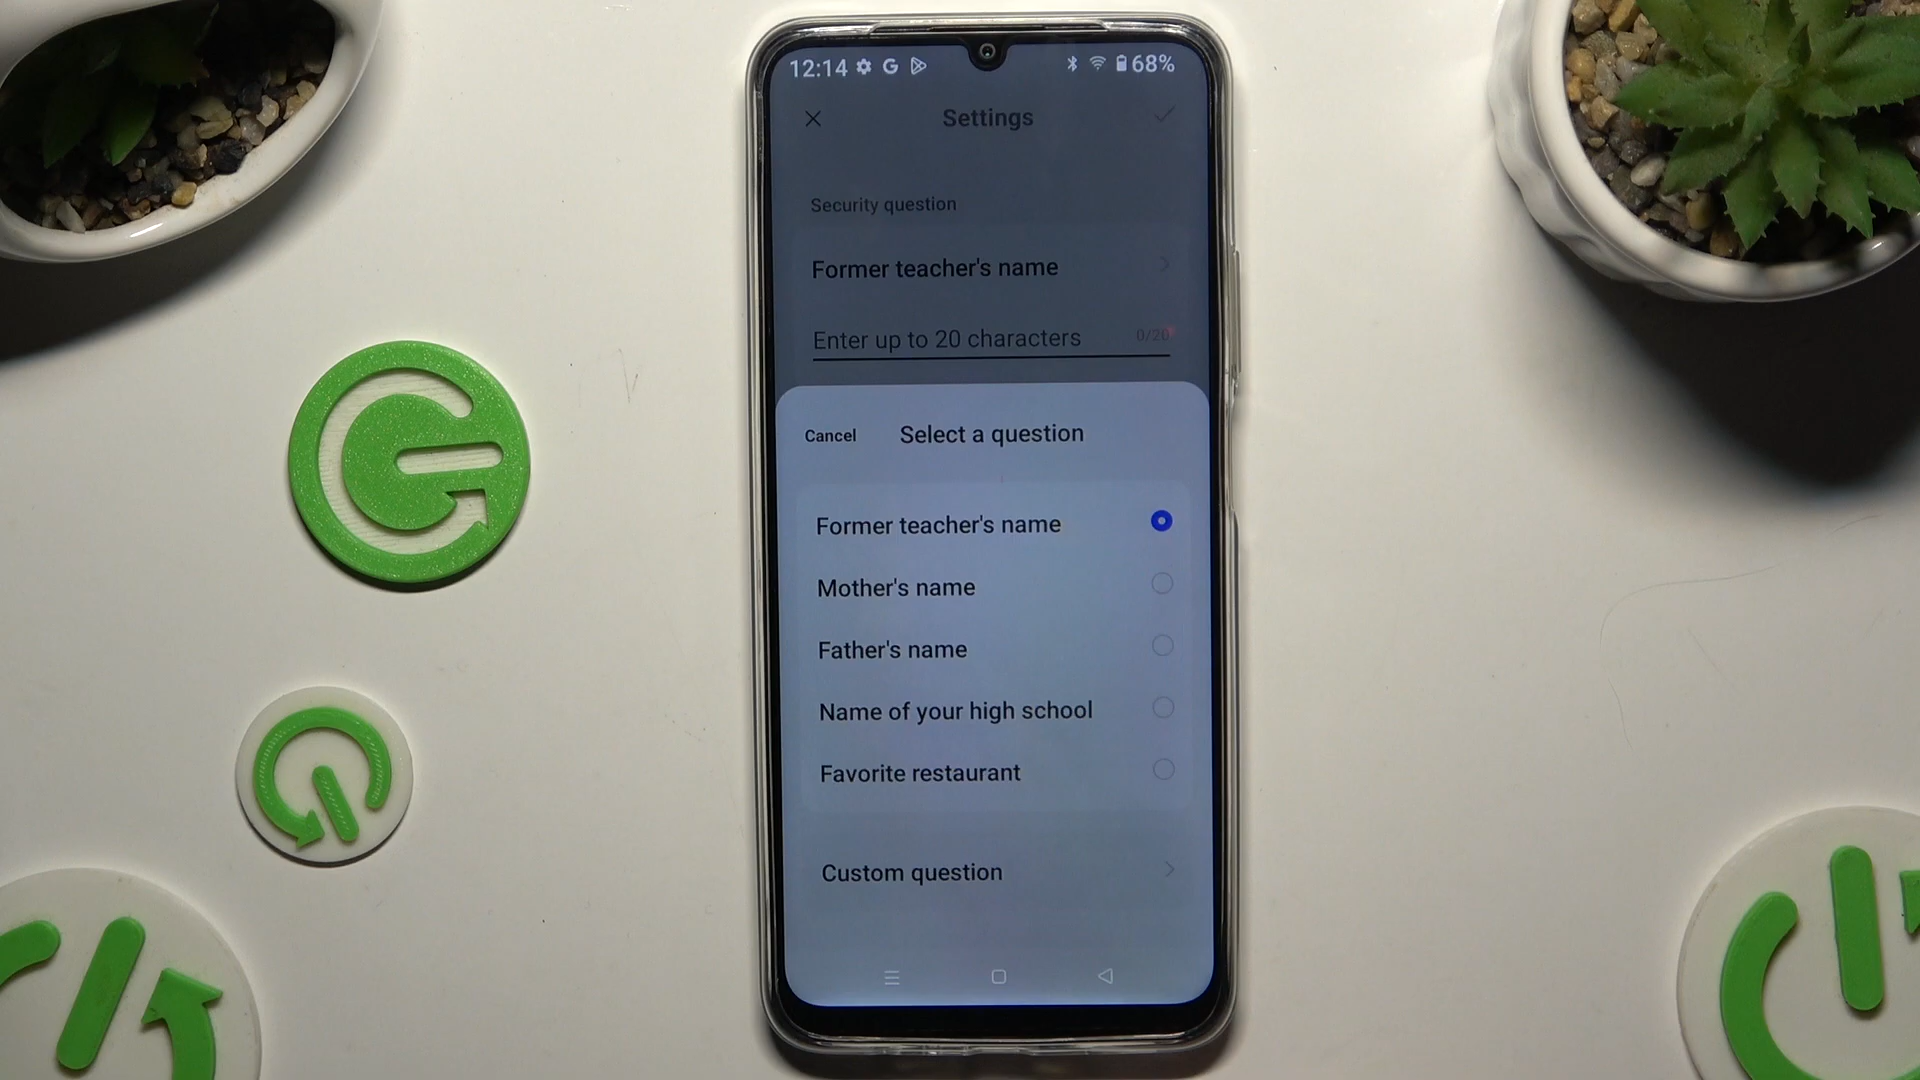 12:14 G 68%
Settings
Security question
Former teacher's name
Enter up to 20 characters 0/20
Cancel Select a question
Former teacher's name
Mother's name
Father's name
Name of your high school
Favorite restaurant
Custom question